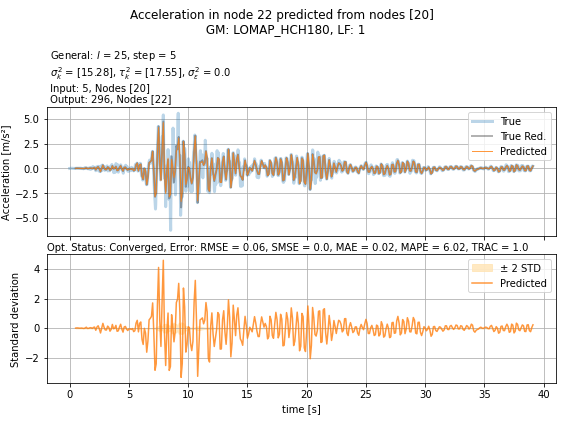 Acceleration in node 22 predicted from nodes [20]
GM: LOMAP_HCH180, LF: 1
General: l = 25, step = 5
σ²ₖ = [15.28], τ²ₖ = [17.55], σ²ε = 0.0
Input: 5, Nodes [20]
Output: 296, Nodes [22]
Acceleration [m/s²]
5.0
2.5
0.0
−2.5
−5.0
True
True Red.
Predicted
Opt. Status: Converged, Error: RMSE = 0.06, SMSE = 0.0, MAE = 0.02, MAPE = 6.02, TRAC = 1.0
Standard deviation
4
2
0
−2
± 2 STD
Predicted
0 5 10 15 20 25 30 35 40
time [s]